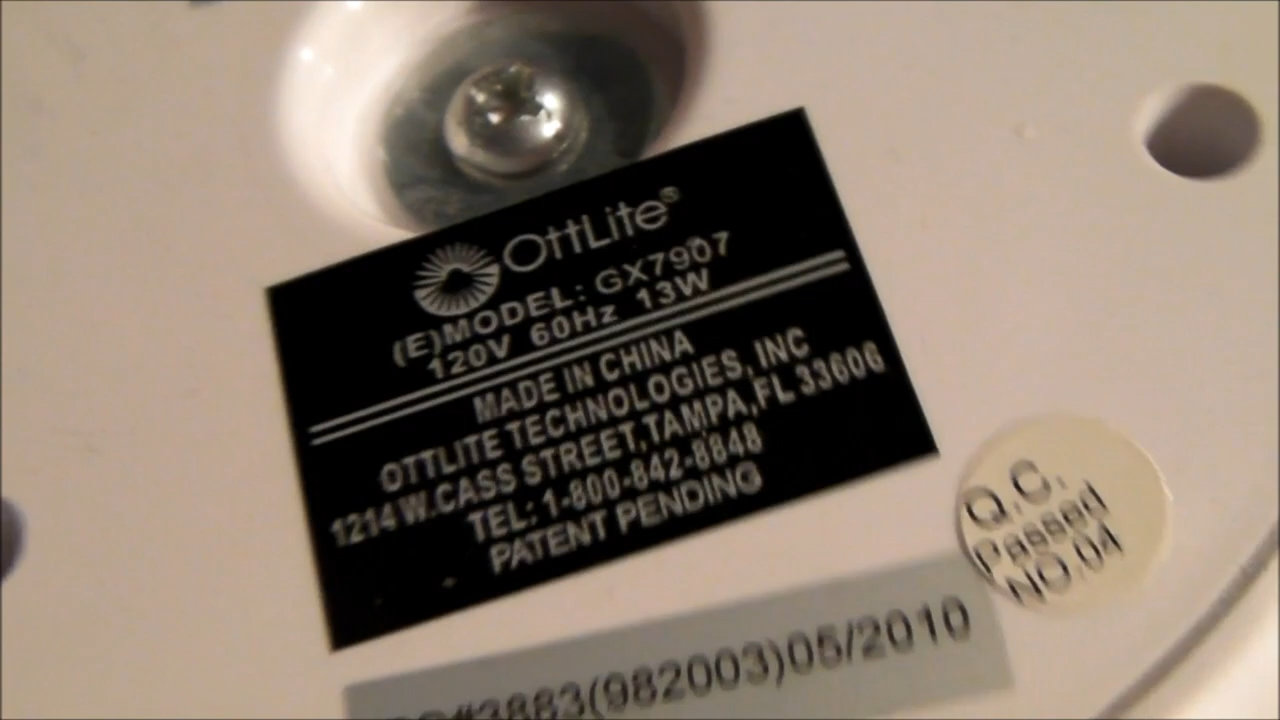 OttLite®
(E)MODEL: GX7907
120V 60Hz 13W
MADE IN CHINA
OTTLITE TECHNOLOGIES, INC
1214 W.CASS STREET,TAMPA,FL 33606
TEL: 1-800-842-8848
PATENT PENDING
Q.C.
Passed
NO.04
#3883(982003)05/2010